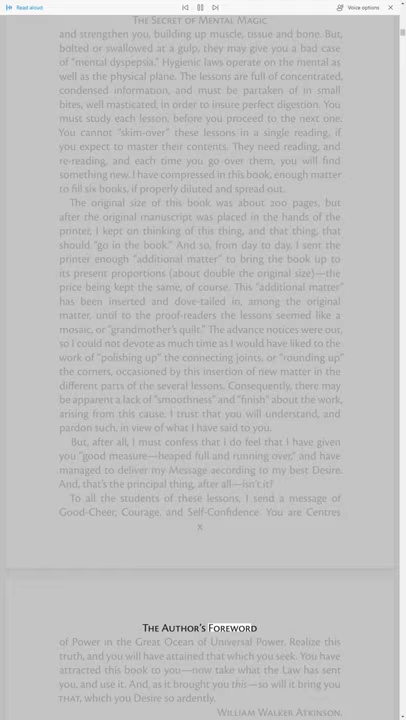 Read aloud
Voice options
The Secret of Mental Magic
and strengthen you, building up muscle, tissue and bone. But,
bolted or swallowed at a gulp, they may give you a bad case
of “mental dyspepsia.” Hygienic laws operate on the mental as
well as the physical plane. The lessons are full of concentrated,
condensed information, and must be partaken of in small
bites, well masticated, in order to insure perfect digestion. You
must study each lesson, before you proceed to the next one.
You cannot “skim-over” these lessons in a single reading, if
you expect to master their contents. They need reading, and
re-reading, and each time you go over them, you will find
something new. I have compressed in this book, enough matter
to fill six books, if properly diluted and spread out.
The original size of this book was about 200 pages, but
after the original manuscript was placed in the hands of the
printer, I kept on thinking of this thing, and that thing, that
should “go in the book.” And so, from day to day, I sent the
printer enough “additional matter” to bring the book up to
its present proportions (about double the original size)—the
price being kept the same, of course. This “additional matter”
has been inserted and dove-tailed in, among the original
matter, until to the proof-readers the lessons seemed like a
mosaic, or “grandmother’s quilt.” The advance notices were out,
so I could not devote as much time as I would have liked to the
work of “polishing up” the connecting joints, or “rounding up”
the corners, occasioned by this insertion of new matter in the
different parts of the several lessons. Consequently, there may
be apparent a lack of “smoothness” and “finish” about the work,
arising from this cause. I trust that you will understand, and
pardon such, in view of what I have said to you.
But, after all, I must confess that I do feel that I have given
you “good measure—heaped full and running over,” and have
managed to deliver my Message according to my best Desire.
And, that’s the principal thing, after all—isn’t it?
To all the students of these lessons, I send a message of
Good-Cheer, Courage, and Self-Confidence. You are Centres
x
The Author’s Foreword
of Power in the Great Ocean of Universal Power. Realize this
truth, and you will have attained that which you seek. You have
attracted this book to you—now take what the Law has sent
you, and use it. And, as it brought you this—so will it bring you
that, which you Desire so ardently.
William Walker Atkinson.